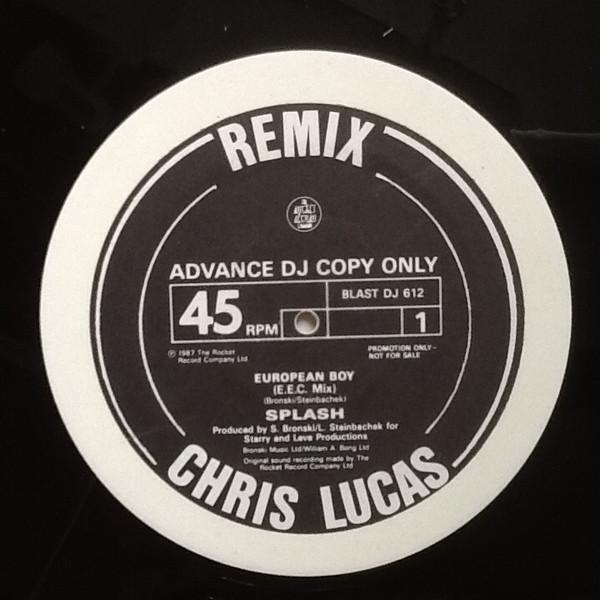 REMIX
ADVANCE DJ COPY ONLY
45 RPM
BLAST DJ 612
1
℗ 1987 The Rocket
Record Company Ltd
PROMOTION ONLY–
NOT FOR SALE
EUROPEAN BOY
(E.E.C. Mix)
(Bronski/Steinbachek)
SPLASH
Produced by S. Bronski/L. Steinbachek for
Starry and Leva Productions
Bronski Music Ltd/William A. Bong Ltd
Original sound recording made by The
Rocket Record Company Ltd
CHRIS LUCAS